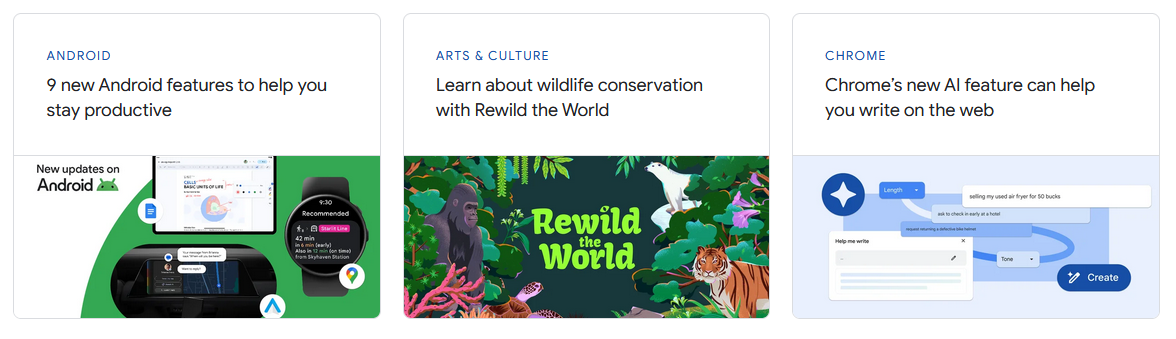 ANDROID
9 new Android features to help you
stay productive
New updates on
Android
CELLS
BASIC UNITS OF LIFE
9:30
Recommended
Starlit Line
42 min
in 6 min (early)
Also in 12 min (on time)
from Skyhaven Station
ARTS & CULTURE
Learn about wildlife conservation
with Rewild the World
Rewild
the
World
CHROME
Chrome’s new AI feature can help
you write on the web
Length
selling my used air fryer for 50 bucks
ask to check in early at a hotel
request returning a defective bike helmet
Help me write
Tone
Create